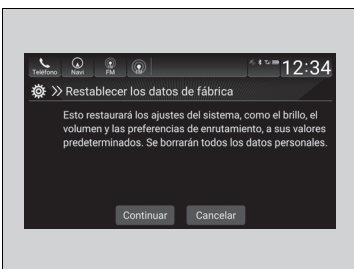 Teléfono Navi FM 12:34
Restablecer los datos de fábrica
Esto restaurará los ajustes del sistema, como el brillo, el
volumen y las preferencias de enrutamiento, a sus valores
predeterminados. Se borrarán todos los datos personales.
Continuar Cancelar